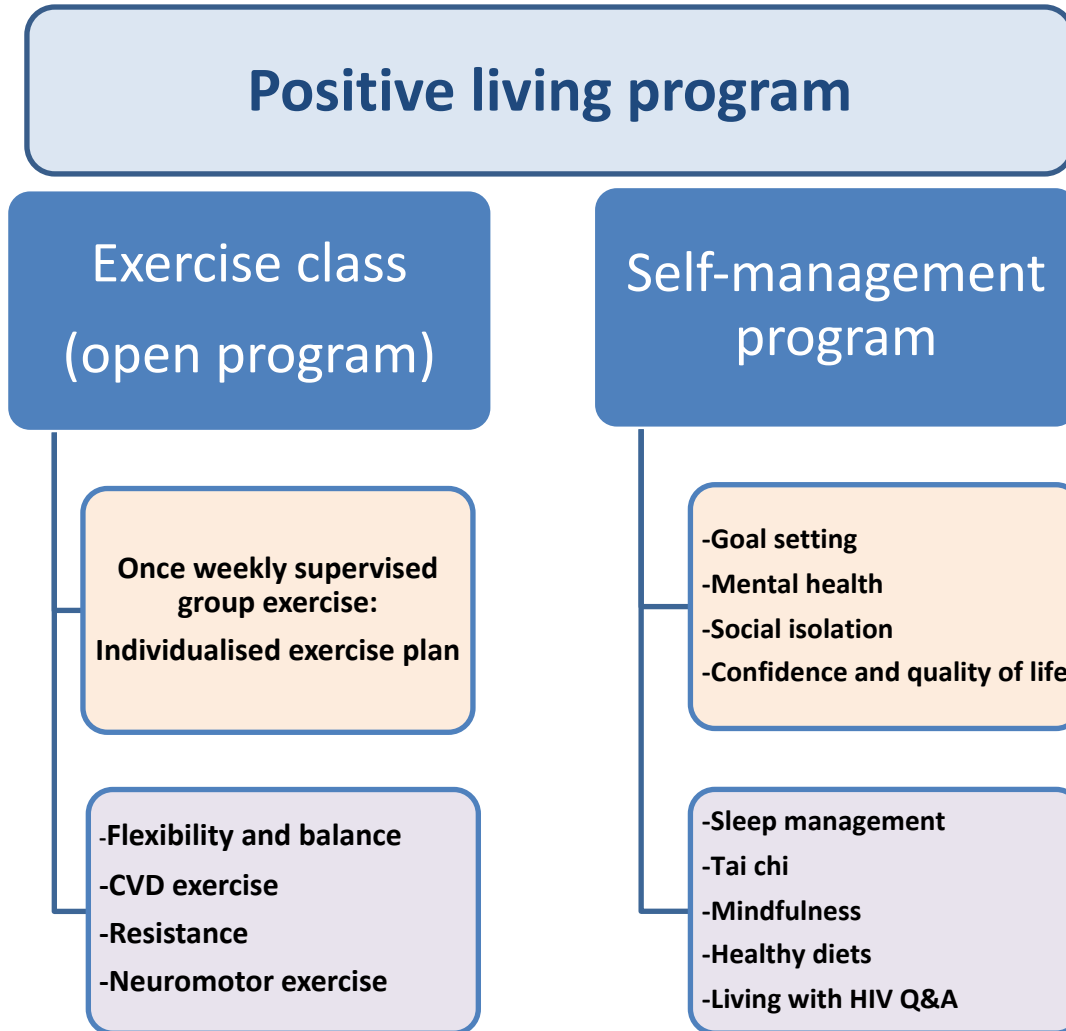 Positive living program
Exercise class
(open program)
Once weekly supervised
group exercise:
Individualised exercise plan
-Flexibility and balance
-CVD exercise
-Resistance
-Neuromotor exercise
Self-management
program
-Goal setting
-Mental health
-Social isolation
-Confidence and quality of life
-Sleep management
-Tai chi
-Mindfulness
-Healthy diets
-Living with HIV Q&A